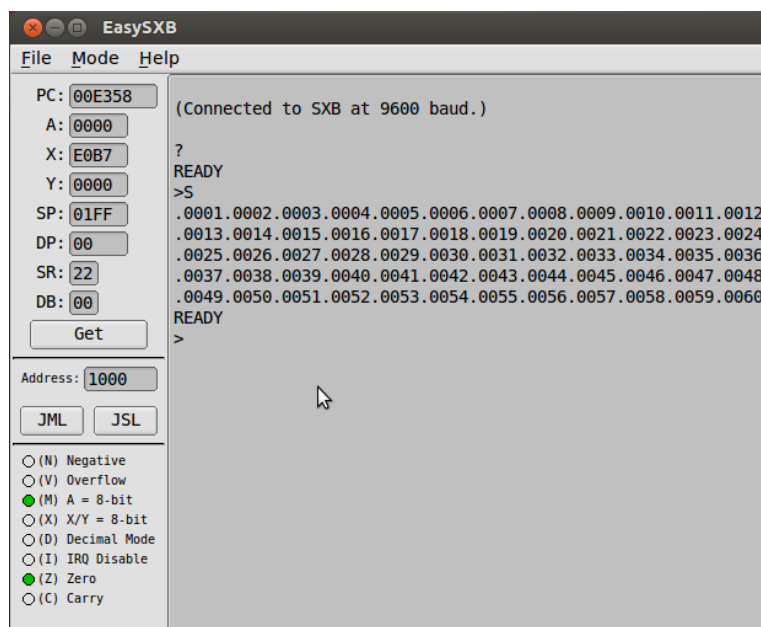 EasySXB
File Mode Help
PC: 00E358
A: 0000
X: E0B7
Y: 0000
SP: 01FF
DP: 00
SR: 22
DB: 00
Get
Address: 1000
JML JSL
(N) Negative
(V) Overflow
(M) A = 8-bit
(X) X/Y = 8-bit
(D) Decimal Mode
(I) IRQ Disable
(Z) Zero
(C) Carry
(Connected to SXB at 9600 baud.)
?
READY
>S
.0001.0002.0003.0004.0005.0006.0007.0008.0009.0010.0011.0012
.0013.0014.0015.0016.0017.0018.0019.0020.0021.0022.0023.0024
.0025.0026.0027.0028.0029.0030.0031.0032.0033.0034.0035.0036
.0037.0038.0039.0040.0041.0042.0043.0044.0045.0046.0047.0048
.0049.0050.0051.0052.0053.0054.0055.0056.0057.0058.0059.0060
READY
>